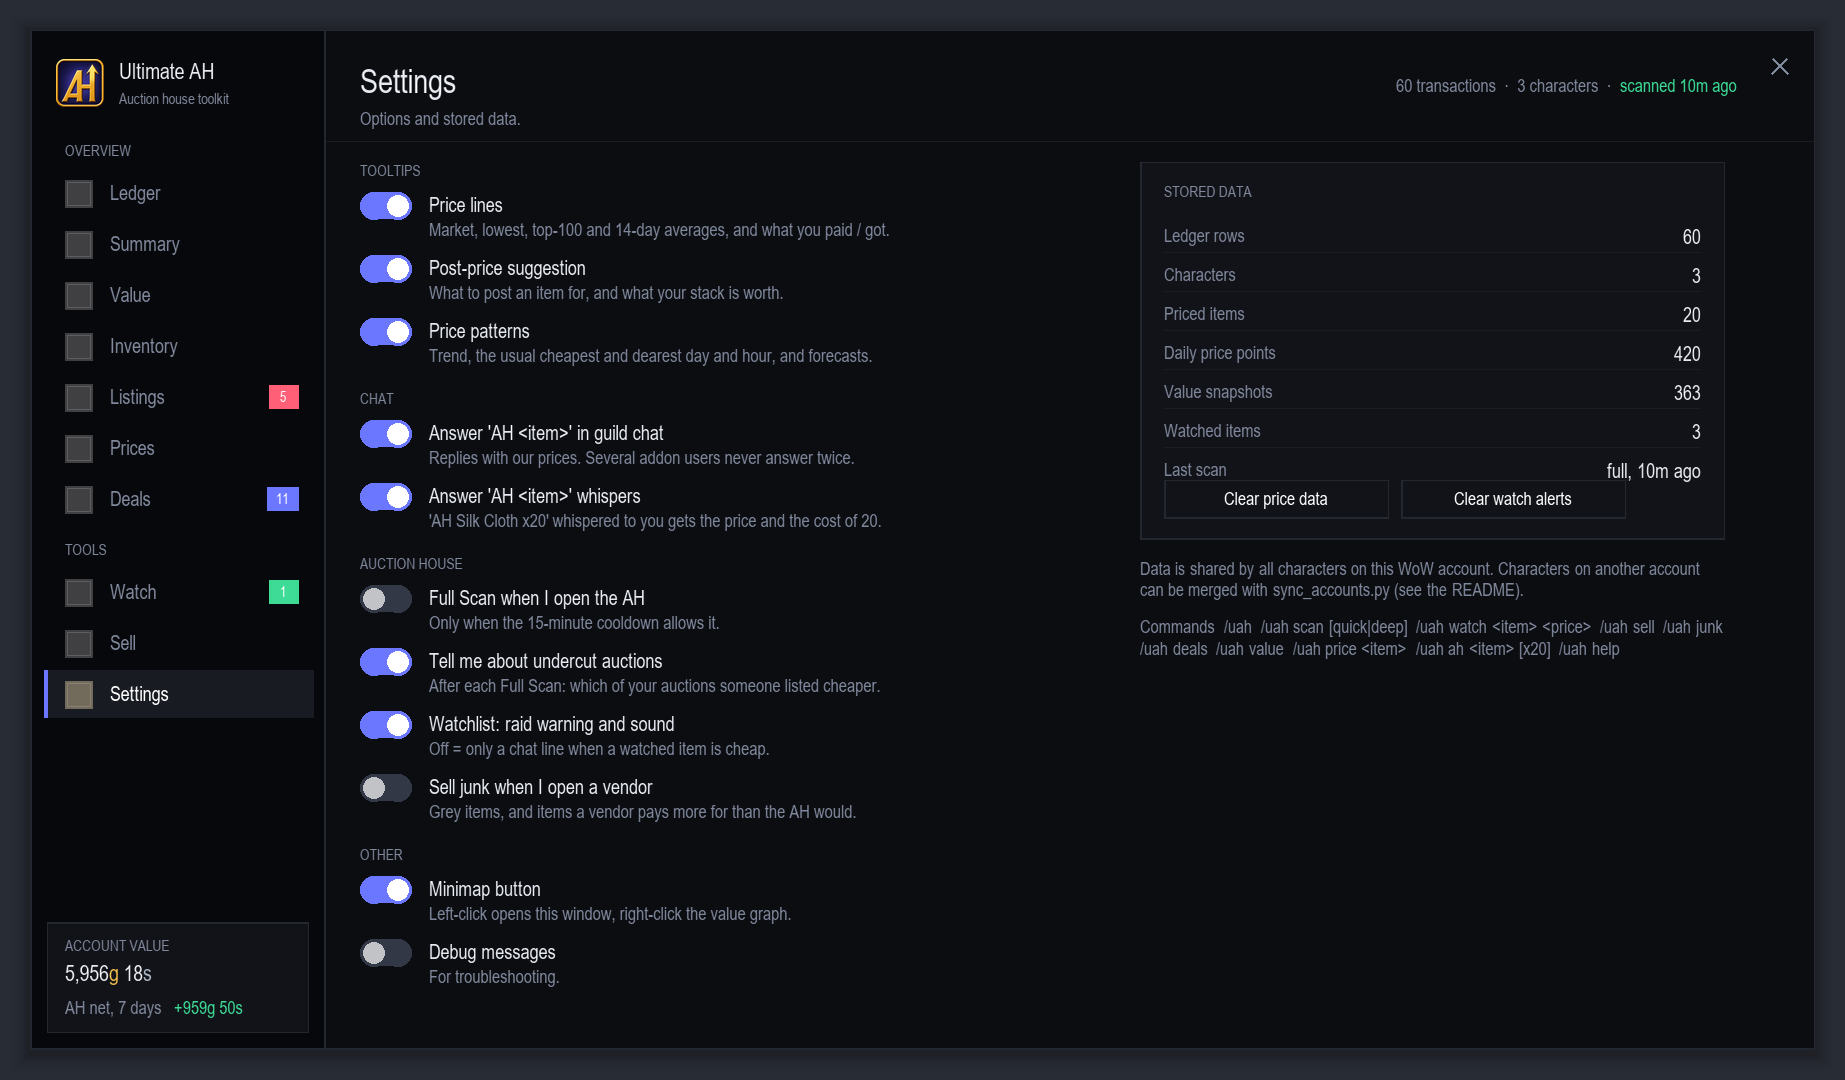 AH
Ultimate AH
Auction house toolkit
OVERVIEW
Ledger
Summary
Value
Inventory
Listings 5
Prices
Deals 11
TOOLS
Watch 1
Sell
Settings
ACCOUNT VALUE
5,956g 18s
AH net, 7 days +959g 50s
Settings
Options and stored data.
60 transactions · 3 characters · scanned 10m ago
TOOLTIPS
Price lines
Market, lowest, top-100 and 14-day averages, and what you paid / got.
Post-price suggestion
What to post an item for, and what your stack is worth.
Price patterns
Trend, the usual cheapest and dearest day and hour, and forecasts.
CHAT
Answer 'AH <item>' in guild chat
Replies with our prices. Several addon users never answer twice.
Answer 'AH <item>' whispers
'AH Silk Cloth x20' whispered to you gets the price and the cost of 20.
AUCTION HOUSE
Full Scan when I open the AH
Only when the 15-minute cooldown allows it.
Tell me about undercut auctions
After each Full Scan: which of your auctions someone listed cheaper.
Watchlist: raid warning and sound
Off = only a chat line when a watched item is cheap.
Sell junk when I open a vendor
Grey items, and items a vendor pays more for than the AH would.
OTHER
Minimap button
Left-click opens this window, right-click the value graph.
Debug messages
For troubleshooting.
STORED DATA
Ledger rows 60
Characters 3
Priced items 20
Daily price points 420
Value snapshots 363
Watched items 3
Last scan full, 10m ago
Clear price data Clear watch alerts
Data is shared by all characters on this WoW account. Characters on another account
can be merged with sync_accounts.py (see the README).
Commands /uah /uah scan [quick|deep] /uah watch <item> <price> /uah sell /uah junk
/uah deals /uah value /uah price <item> /uah ah <item> [x20] /uah help